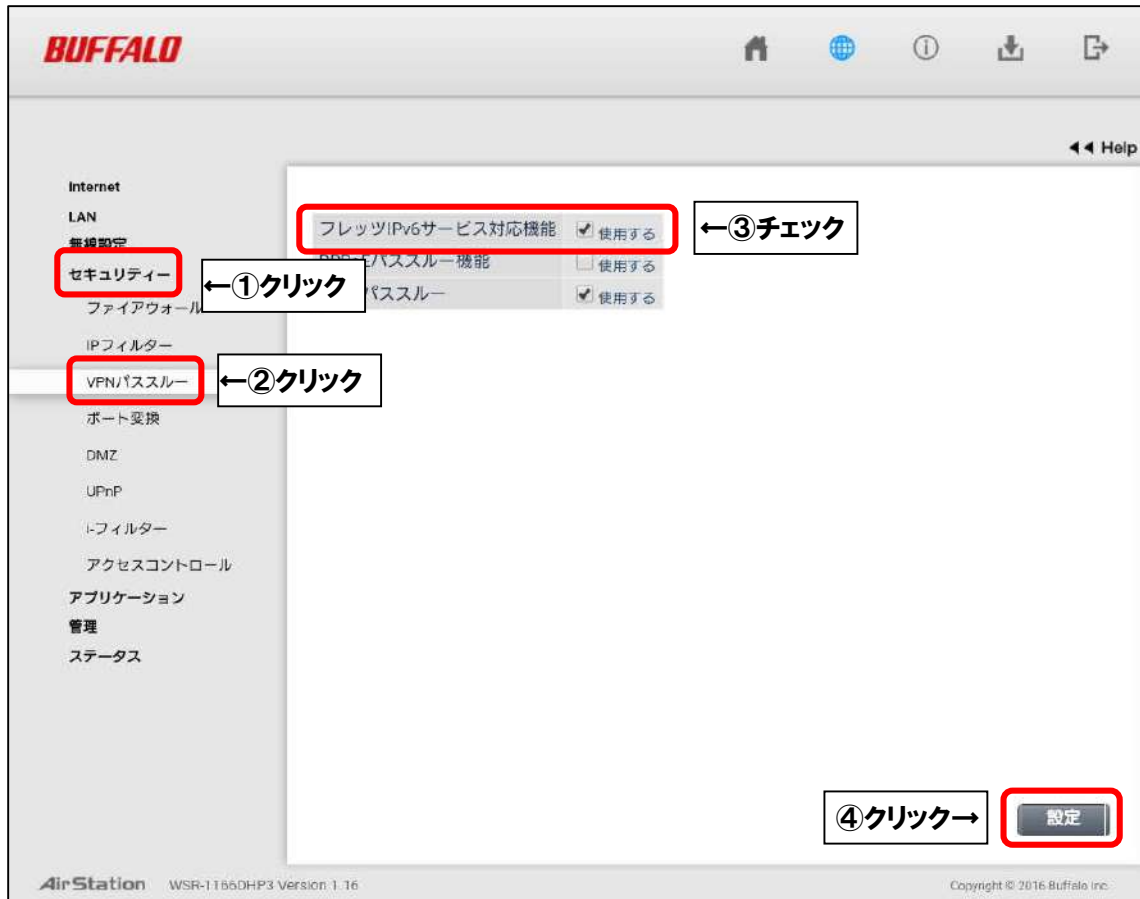 BUFFALO
◀◀ Help
Internet
LAN
無線設定
セキュリティー
ファイアウォール
IPフィルター
VPNパススルー
ポート変換
DMZ
UPnP
i-フィルター
アクセスコントロール
アプリケーション
管理
ステータス
フレッツIPv6サービス対応機能 使用する
パススルー機能 使用する
パススルー 使用する
←①クリック
←②クリック
←③チェック
④クリック→
設定
AirStation WSR-1166DHP3 Version 1.16
Copyright © 2016 Buffalo Inc.